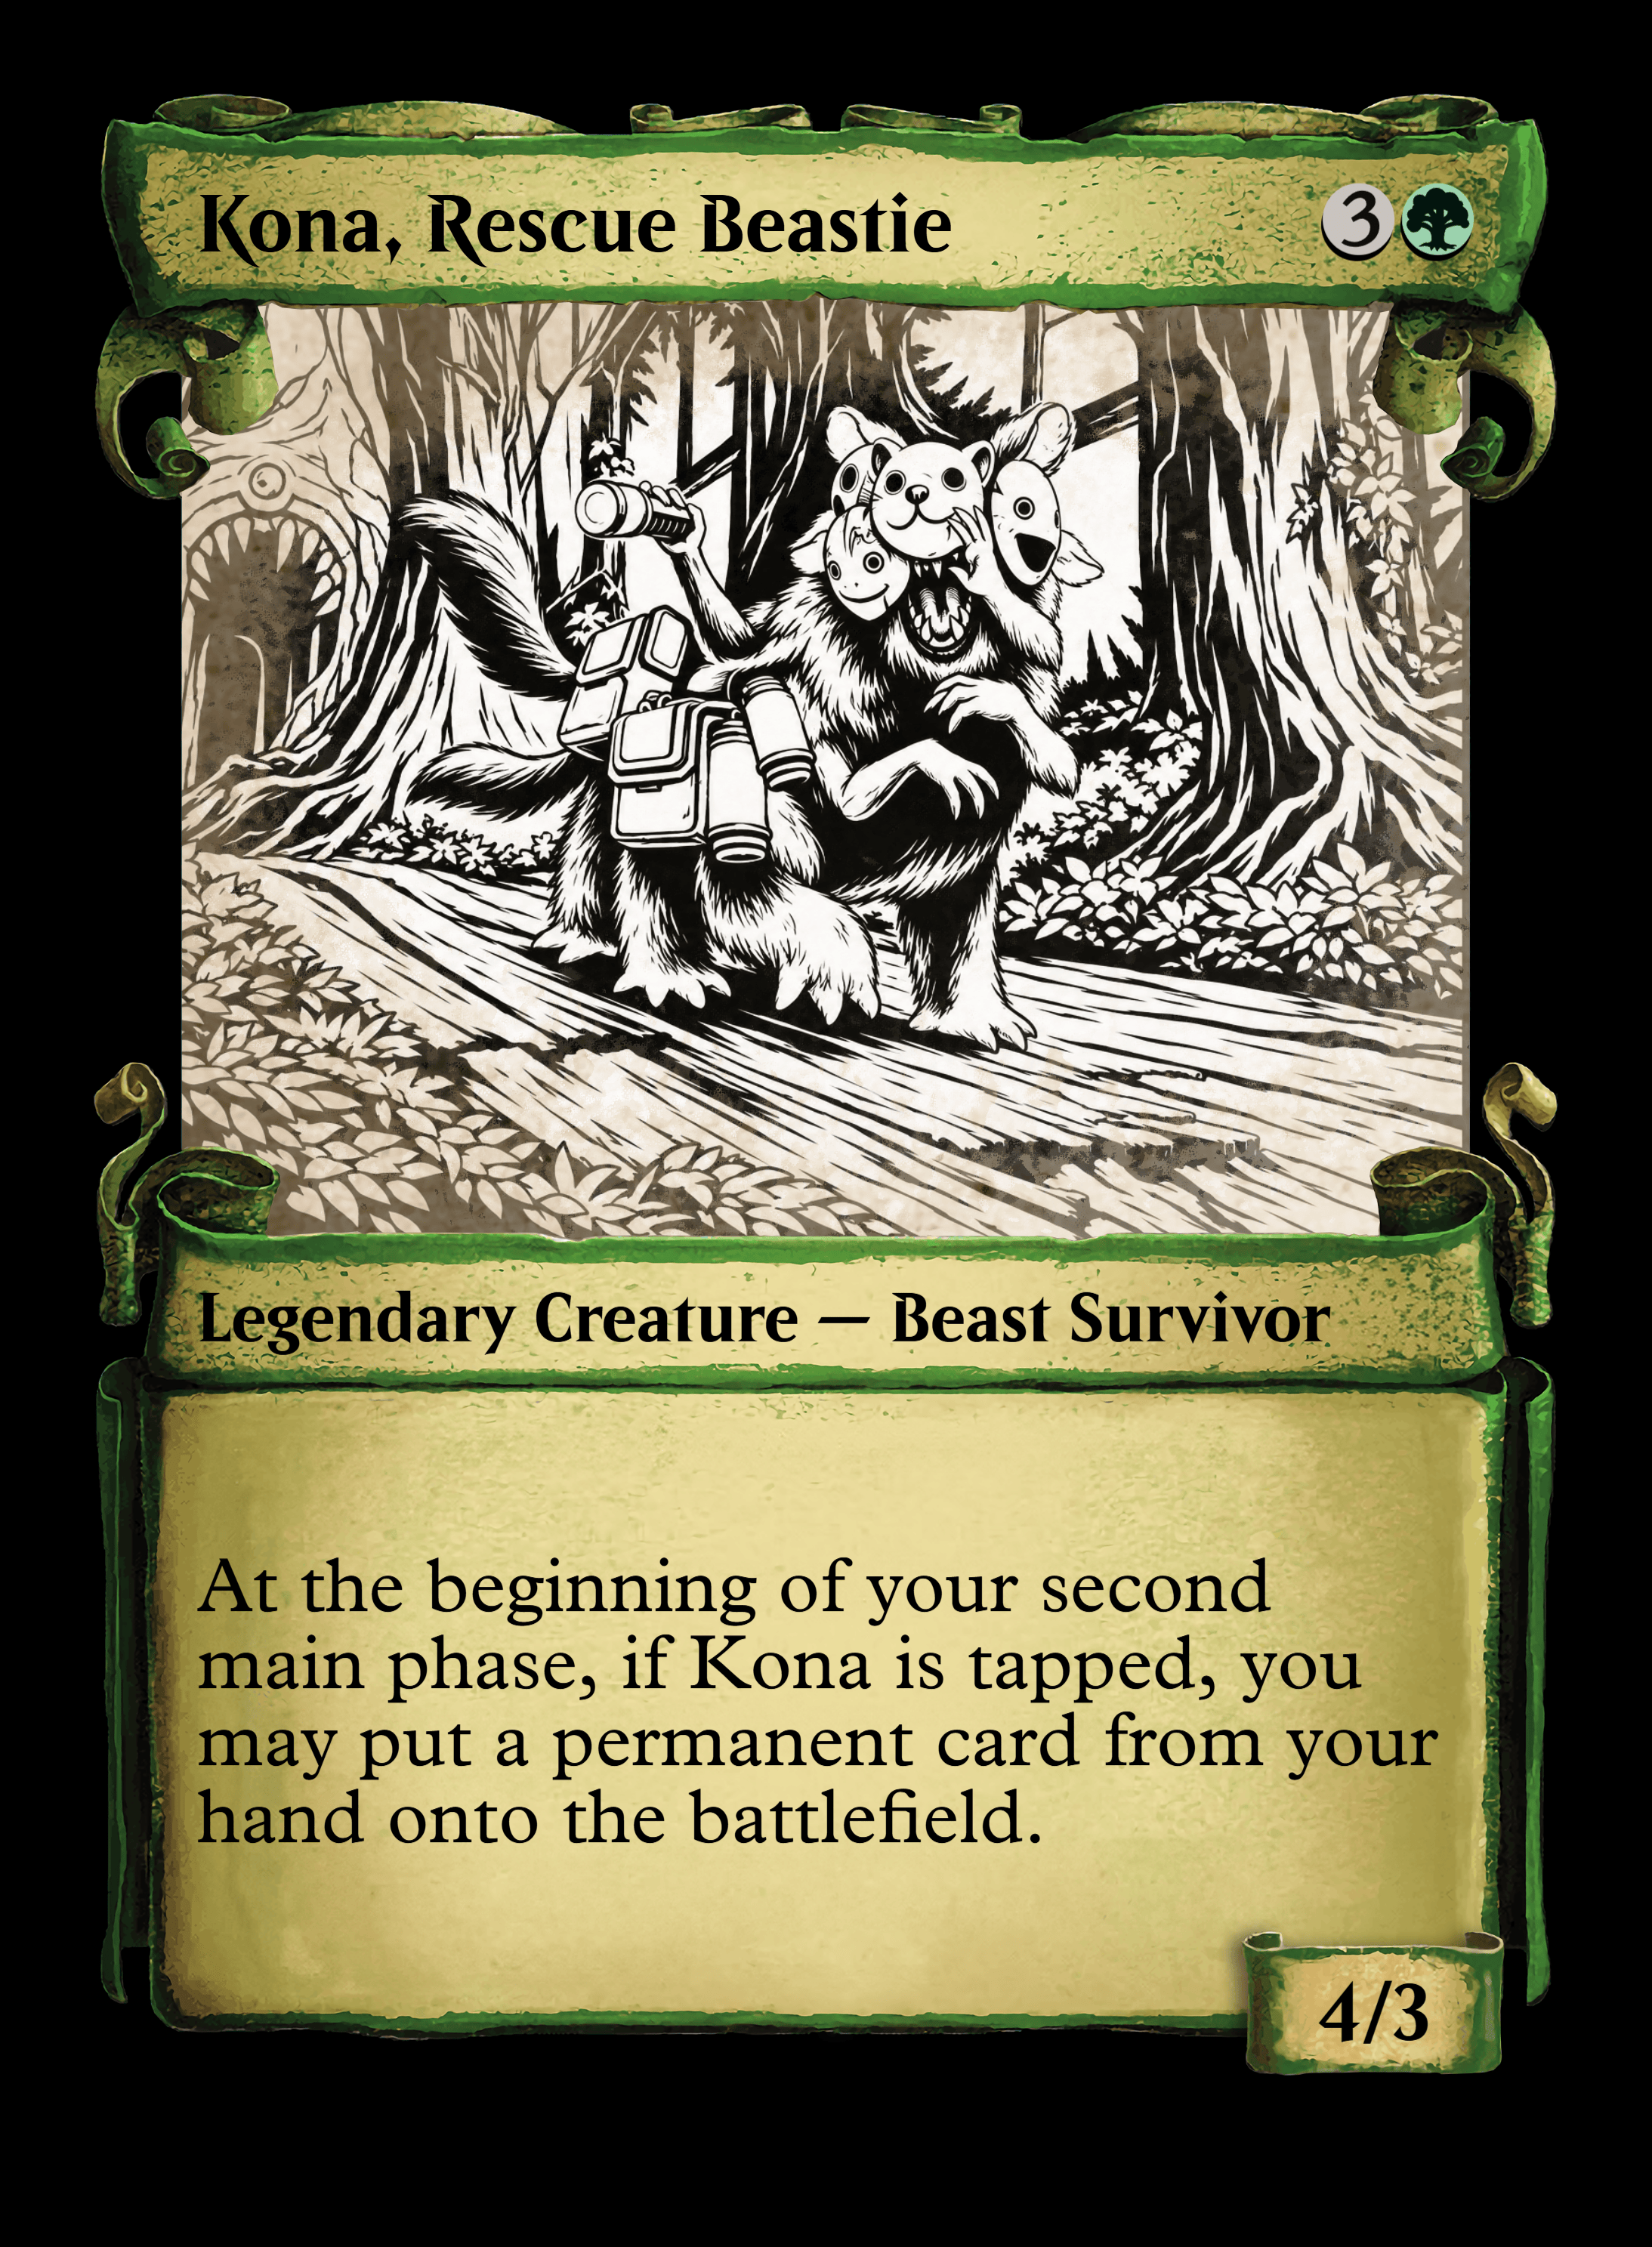 Kona, Rescue Beastie 3
Legendary Creature — Beast Survivor
At the beginning of your second
main phase, if Kona is tapped, you
may put a permanent card from your
hand onto the battlefield.
4/3